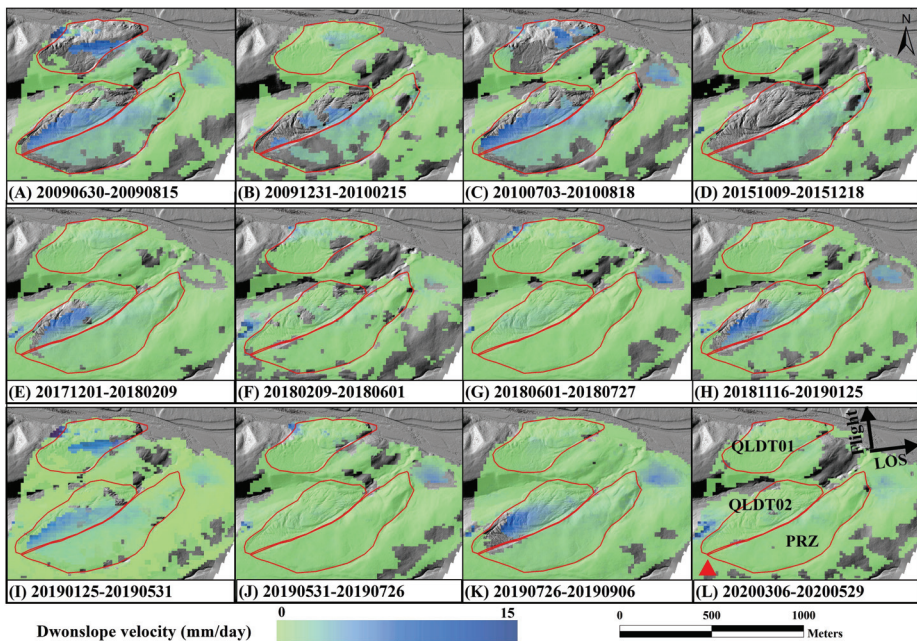 N
(A) 20090630-20090815
(B) 20091231-20100215
(C) 20100703-20100818
(D) 20151009-20151218
(E) 20171201-20180209
(F) 20180209-20180601
(G) 20180601-20180727
(H) 20181116-20190125
Flight
LOS
QLDT01
QLDT02
PRZ
(I) 20190125-20190531
(J) 20190531-20190726
(K) 20190726-20190906
(L) 20200306-20200529
0 15
Dwonslope velocity (mm/day)
0 500 1000
Meters